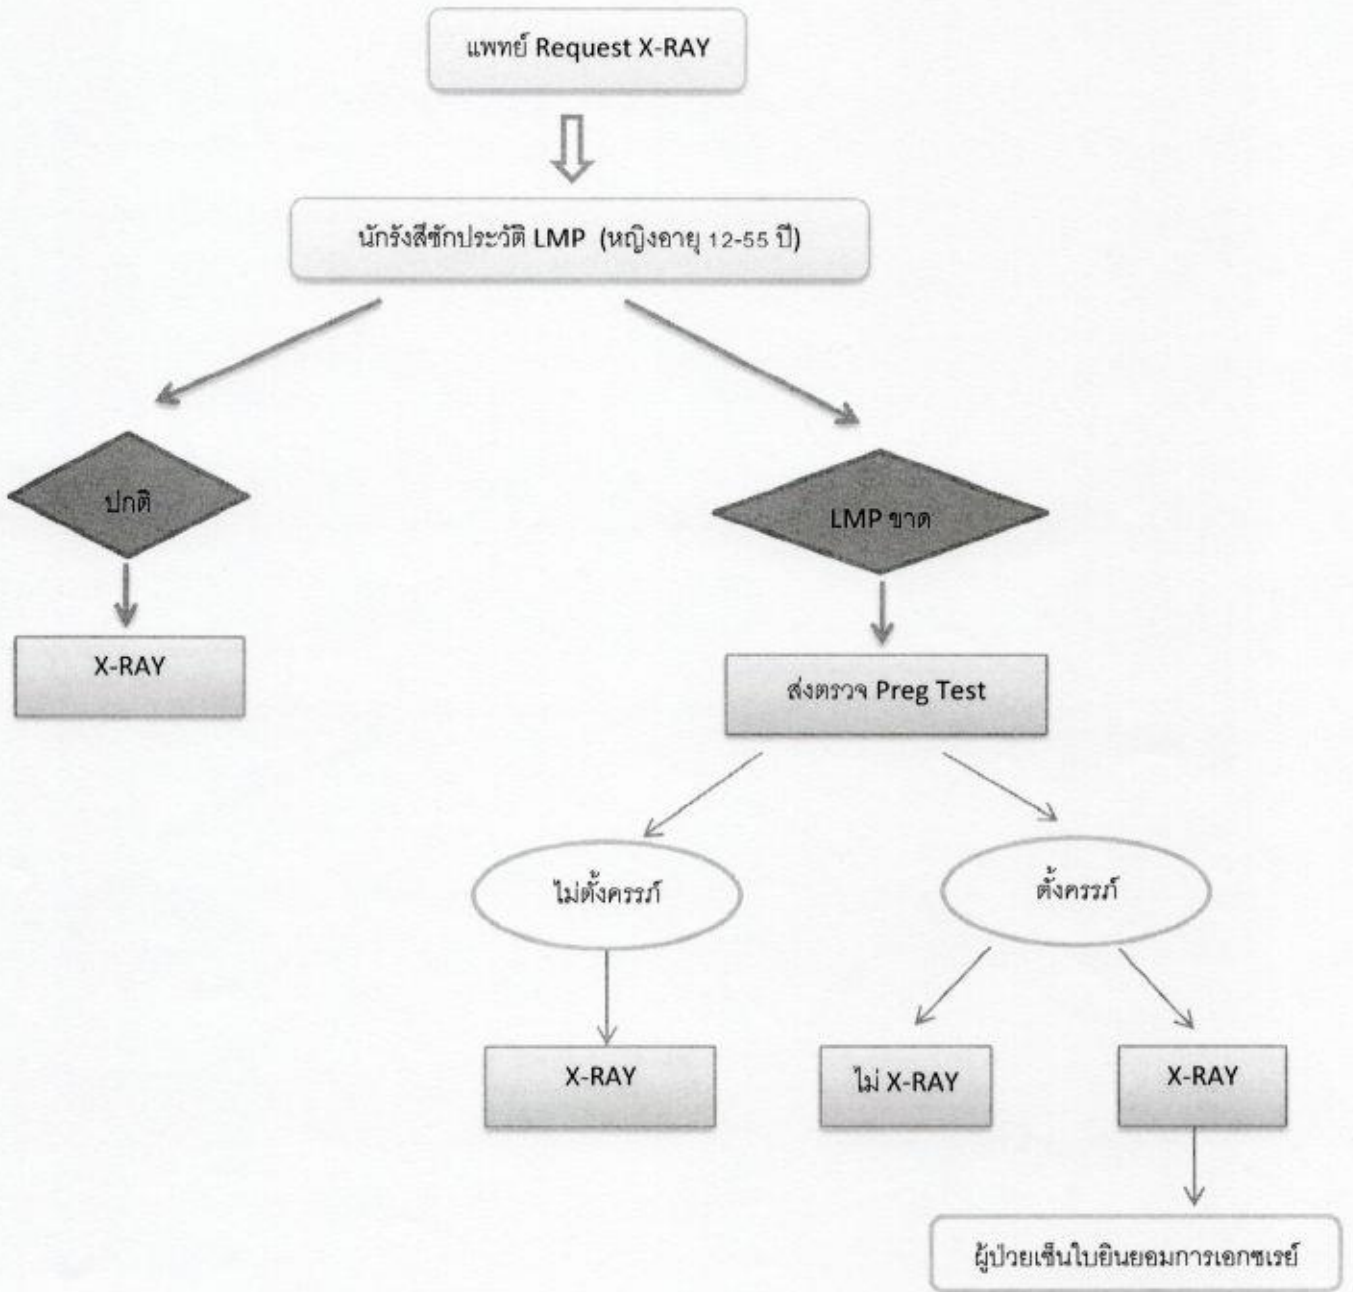 แพทย์ Request X-RAY
นักรังสีซักประวัติ LMP (หญิงอายุ 12-55 ปี)
ปกติ
LMP ขาด
X-RAY
ส่งตรวจ Preg Test
ไม่ตั้งครรภ์
ตั้งครรภ์
X-RAY
ไม่ X-RAY
X-RAY
ผู้ป่วยเซ็นใบยินยอมการเอกซเรย์